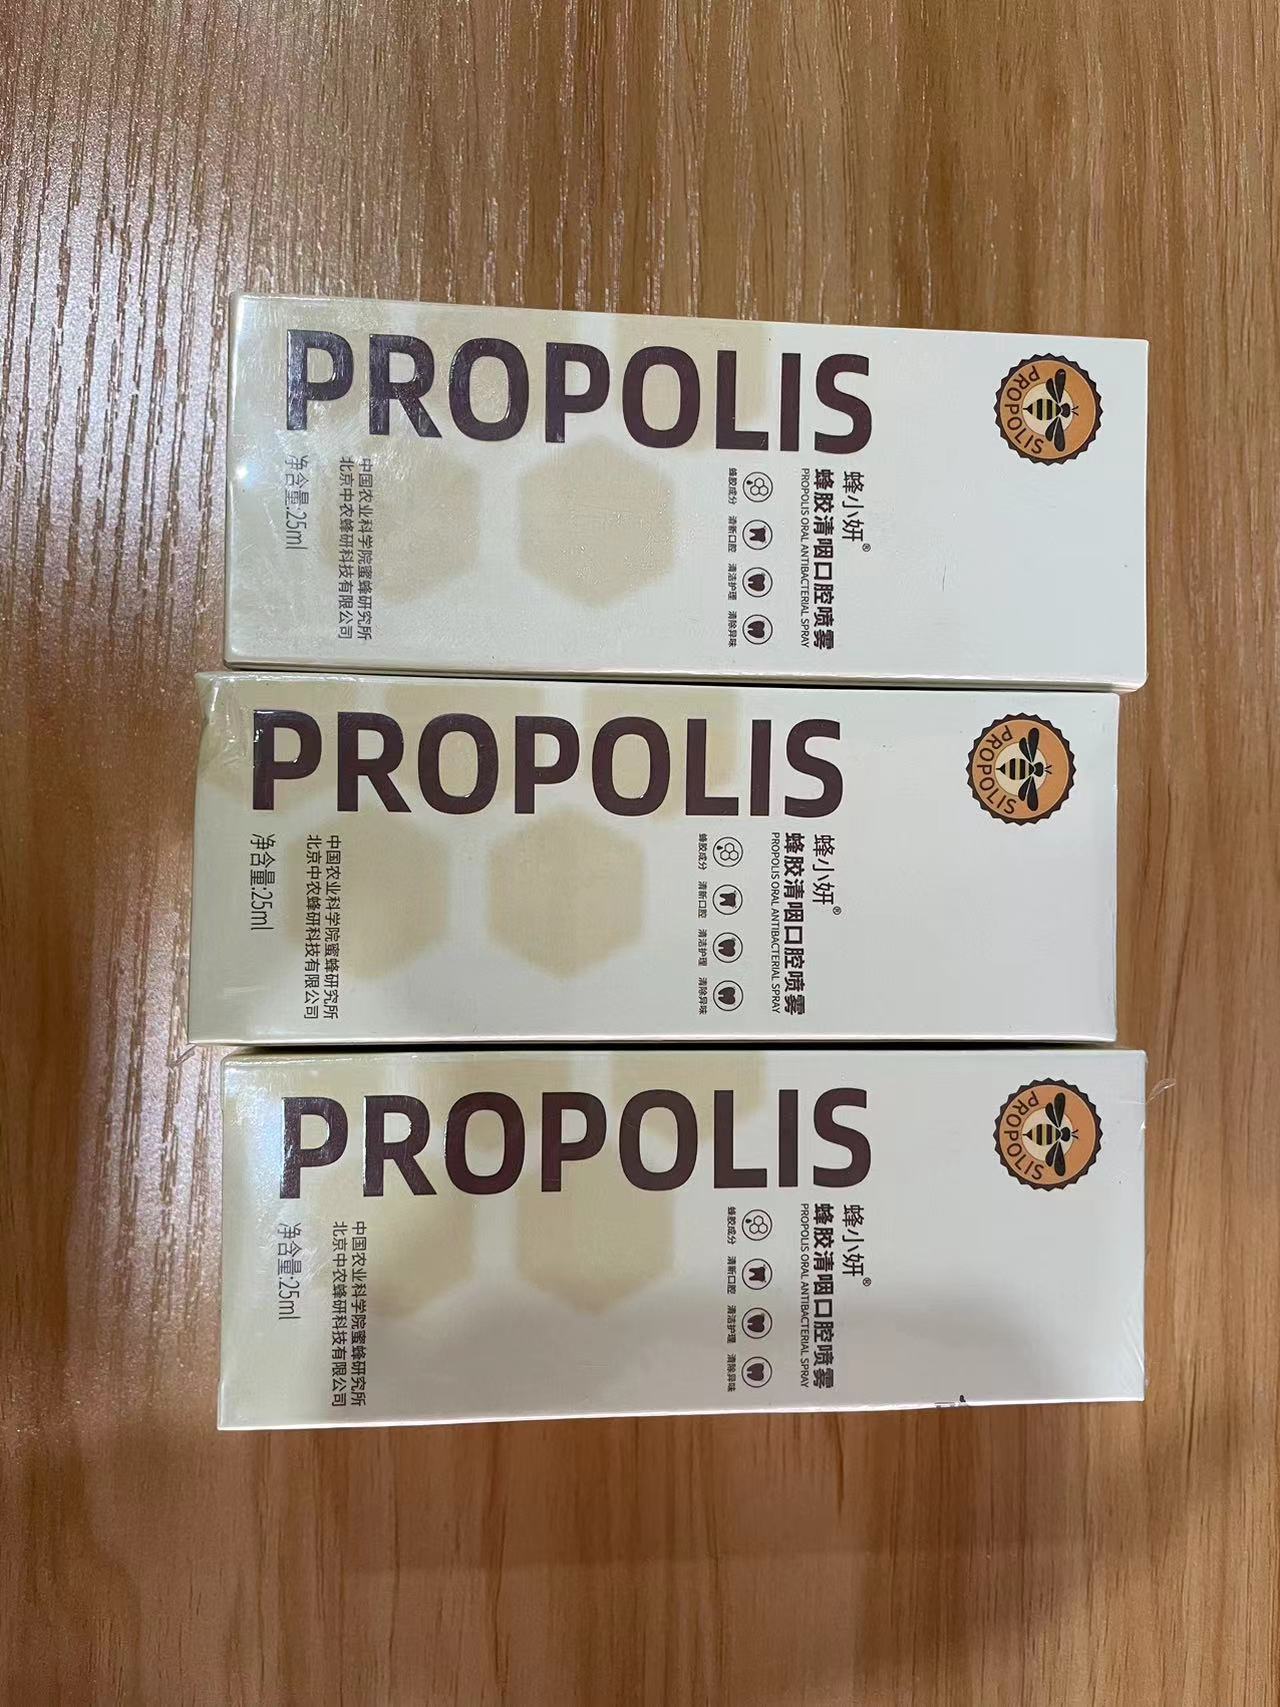 PROPOLIS
PROPOLIS
蜂小妍®
蜂胶清咽口腔喷雾
PROPOLIS ORAL ANTIBACTERIAL SPRAY
蜂胶成分 清新口腔 清洁护理 清除异味
中国农业科学院蜜蜂研究所
北京中农蜂研科技有限公司
净含量:25ml
PROPOLIS
PROPOLIS
蜂小妍®
蜂胶清咽口腔喷雾
PROPOLIS ORAL ANTIBACTERIAL SPRAY
蜂胶成分 清新口腔 清洁护理 清除异味
中国农业科学院蜜蜂研究所
北京中农蜂研科技有限公司
净含量:25ml
PROPOLIS
PROPOLIS
蜂小妍®
蜂胶清咽口腔喷雾
PROPOLIS ORAL ANTIBACTERIAL SPRAY
蜂胶成分 清新口腔 清洁护理 清除异味
中国农业科学院蜜蜂研究所
北京中农蜂研科技有限公司
净含量:25ml